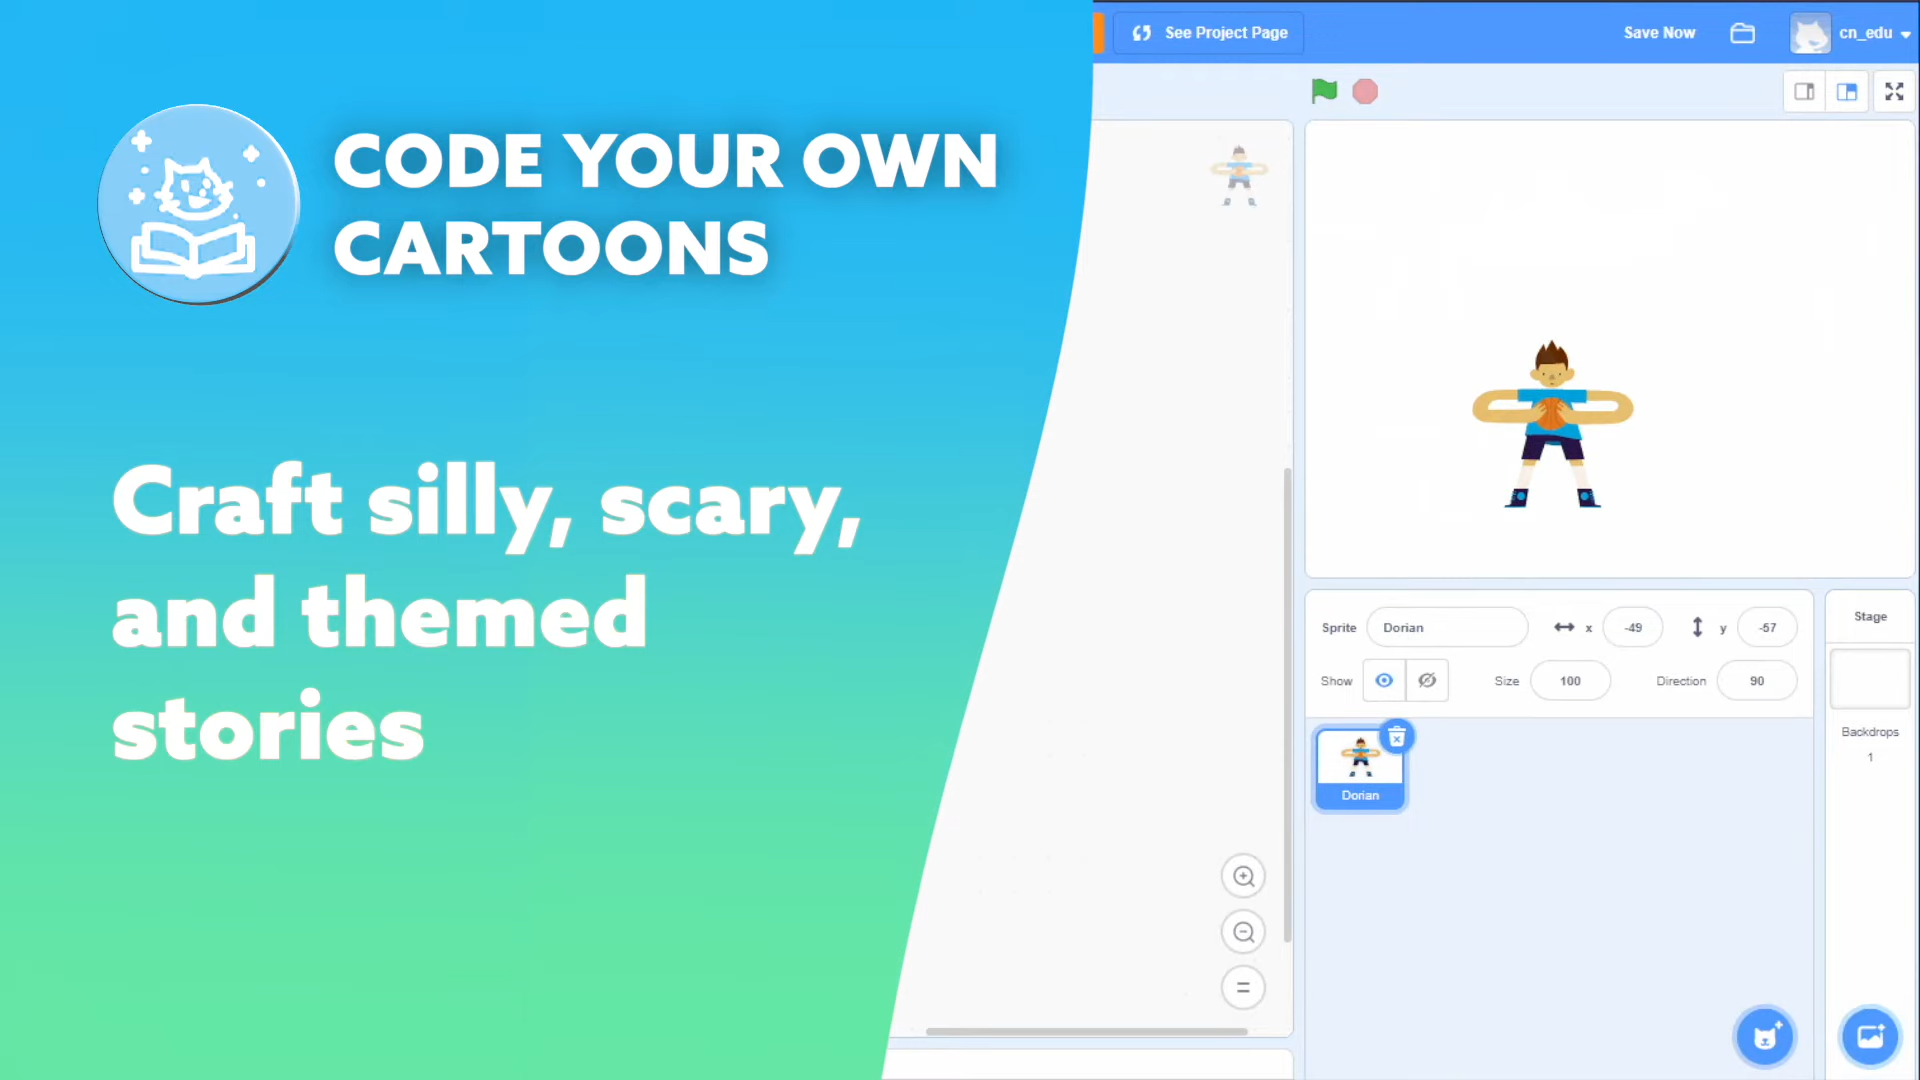 CODE YOUR OWN
CARTOONS
Craft silly, scary,
and themed
stories
See Project Page
Save Now
cn_edu
Sprite Dorian x -49 y -57
Show Size 100 Direction 90
Dorian
Stage
Backdrops
1